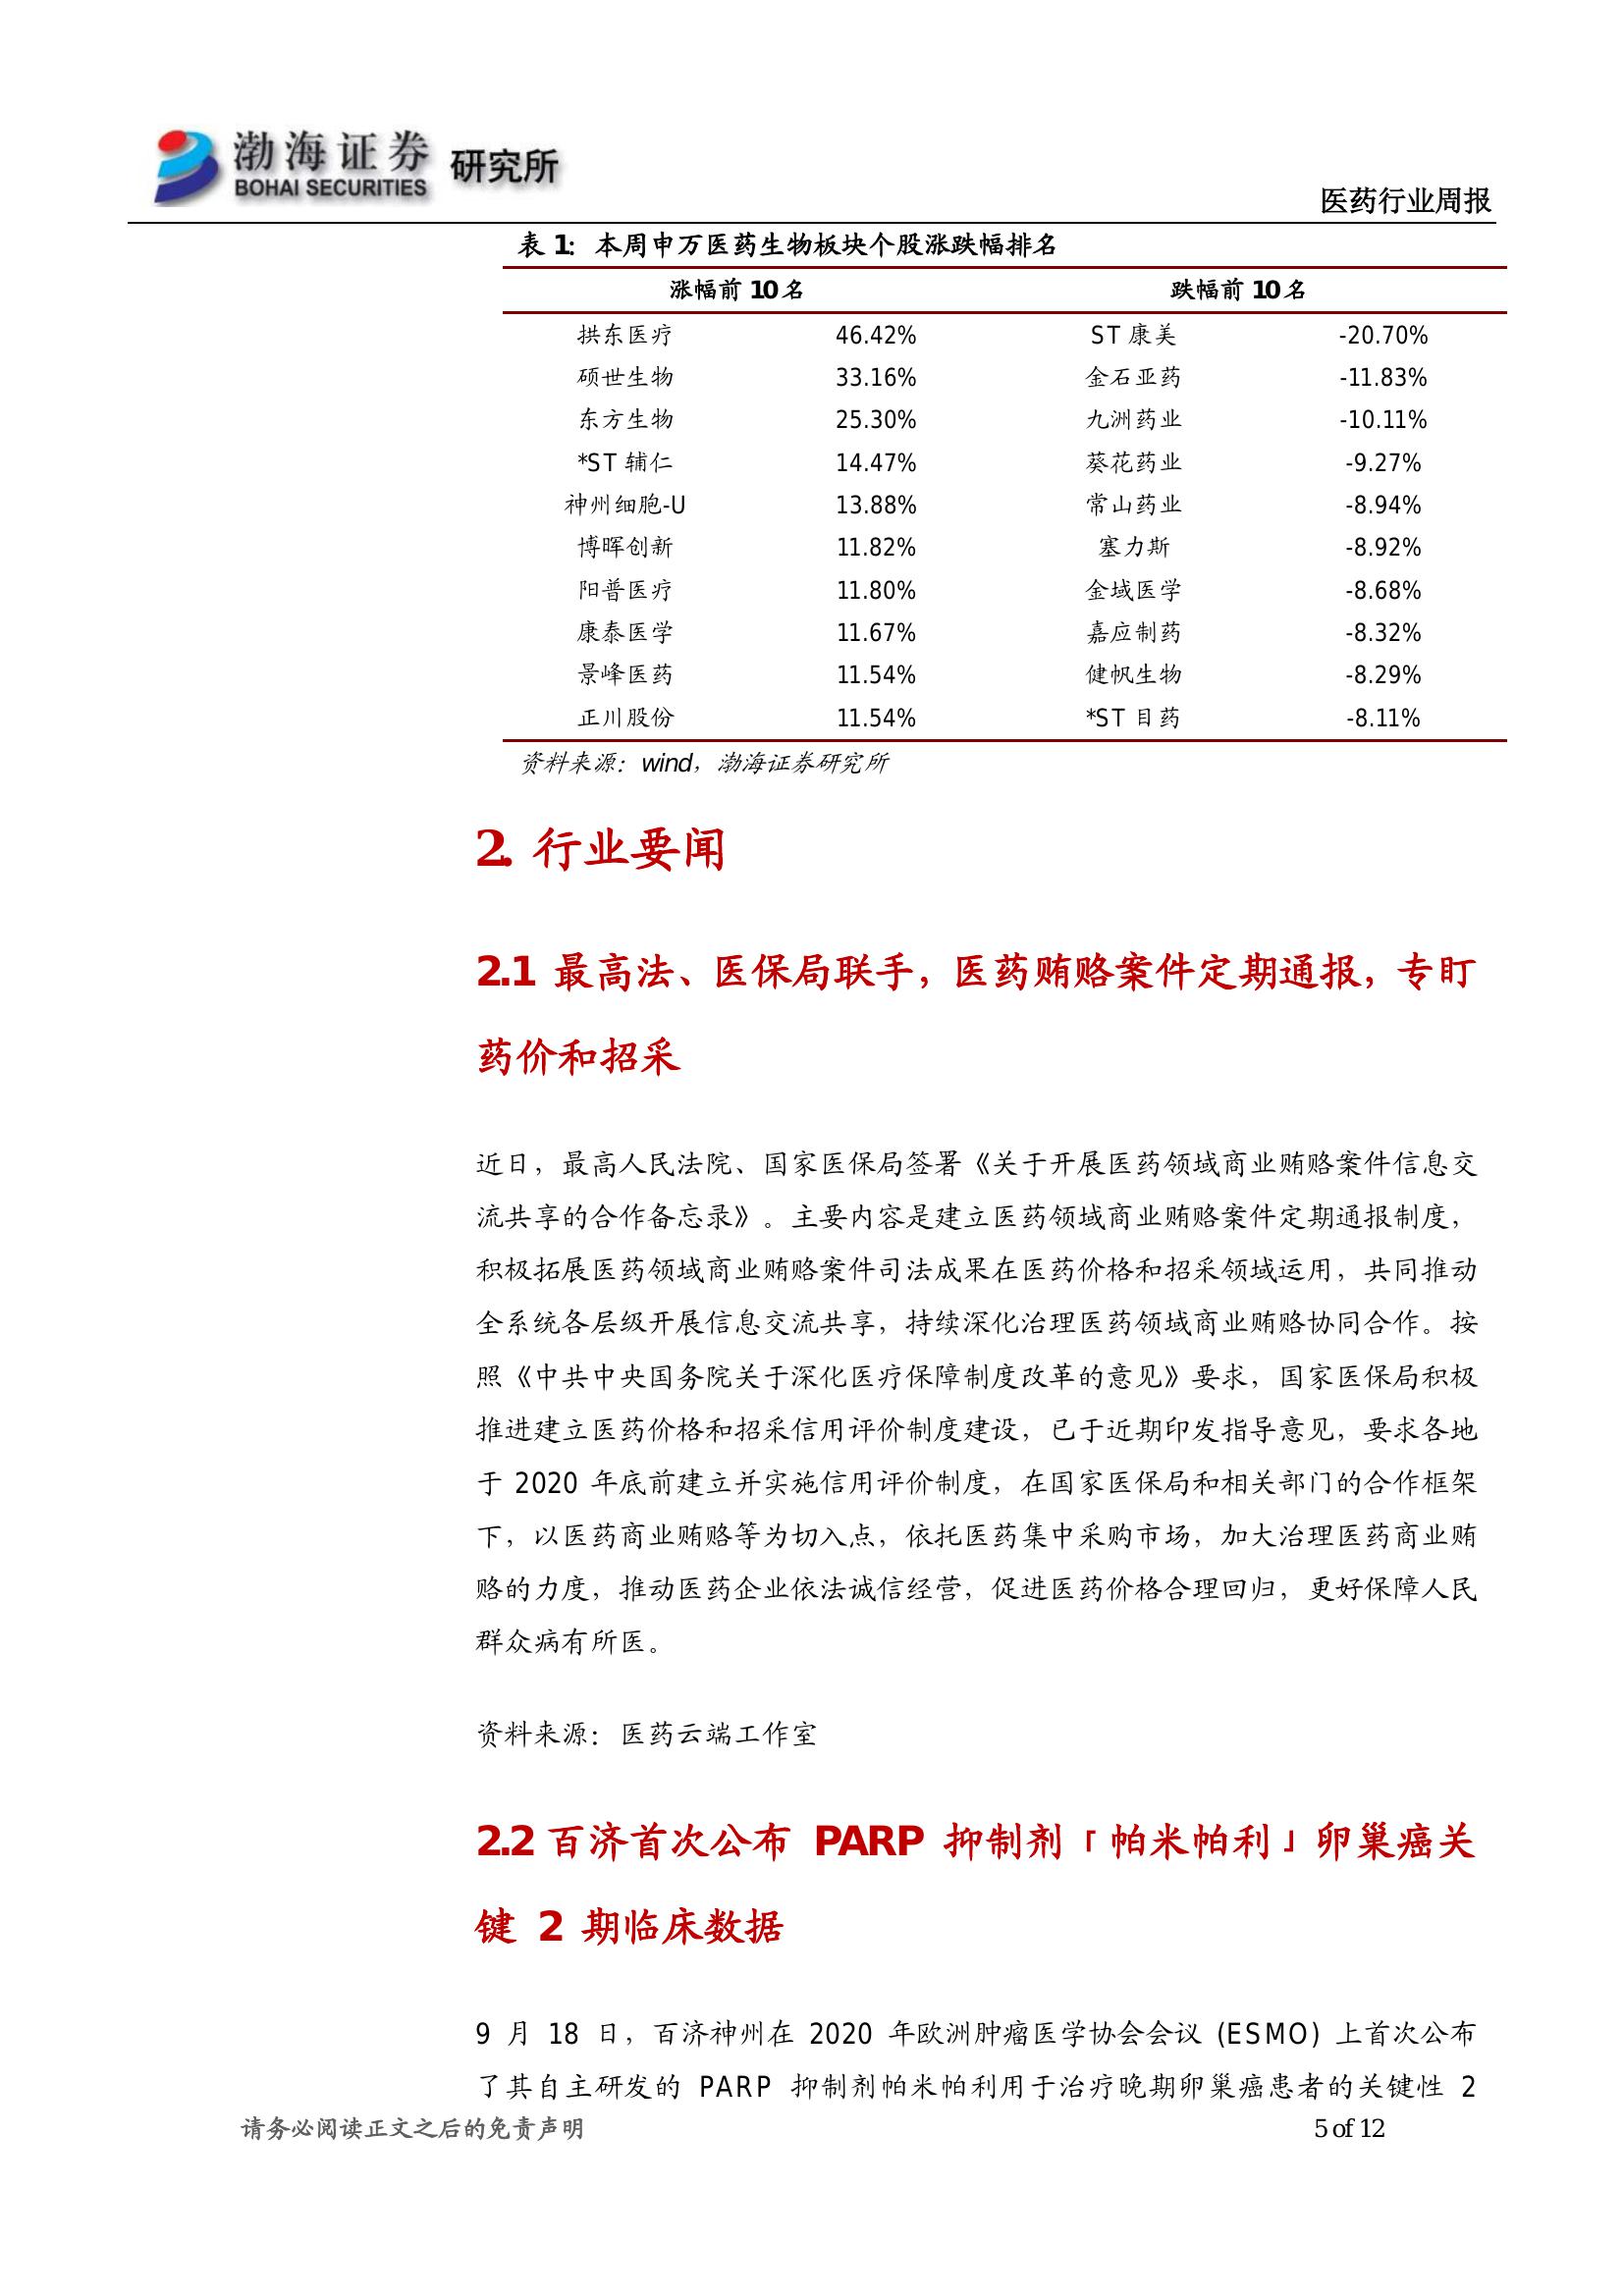 渤海证券 研究所
BOHAI SECURITIES
医药行业周报
表 1：本周申万医药生物板块个股涨跌幅排名
涨幅前 10 名 跌幅前 10 名
拱东医疗 46.42% ST 康美 -20.70%
硕世生物 33.16% 金石亚药 -11.83%
东方生物 25.30% 九洲药业 -10.11%
*ST 辅仁 14.47% 葵花药业 -9.27%
神州细胞-U 13.88% 常山药业 -8.94%
博晖创新 11.82% 塞力斯 -8.92%
阳普医疗 11.80% 金域医学 -8.68%
康泰医学 11.67% 嘉应制药 -8.32%
景峰医药 11.54% 健帆生物 -8.29%
正川股份 11.54% *ST 目药 -8.11%
资料来源：wind，渤海证券研究所
2. 行业要闻
2.1 最高法、医保局联手，医药贿赂案件定期通报，专盯
药价和招采
近日，最高人民法院、国家医保局签署《关于开展医药领域商业贿赂案件信息交
流共享的合作备忘录》。主要内容是建立医药领域商业贿赂案件定期通报制度，
积极拓展医药领域商业贿赂案件司法成果在医药价格和招采领域运用，共同推动
全系统各层级开展信息交流共享，持续深化治理医药领域商业贿赂协同合作。按
照《中共中央国务院关于深化医疗保障制度改革的意见》要求，国家医保局积极
推进建立医药价格和招采信用评价制度建设，已于近期印发指导意见，要求各地
于 2020 年底前建立并实施信用评价制度，在国家医保局和相关部门的合作框架
下，以医药商业贿赂等为切入点，依托医药集中采购市场，加大治理医药商业贿
赂的力度，推动医药企业依法诚信经营，促进医药价格合理回归，更好保障人民
群众病有所医。
资料来源：医药云端工作室
2.2 百济首次公布 PARP 抑制剂「帕米帕利」卵巢癌关
键 2 期临床数据
9 月 18 日，百济神州在 2020 年欧洲肿瘤医学协会会议 (ESMO) 上首次公布
了其自主研发的 PARP 抑制剂帕米帕利用于治疗晚期卵巢癌患者的关键性 2
请务必阅读正文之后的免责声明 5 of 12